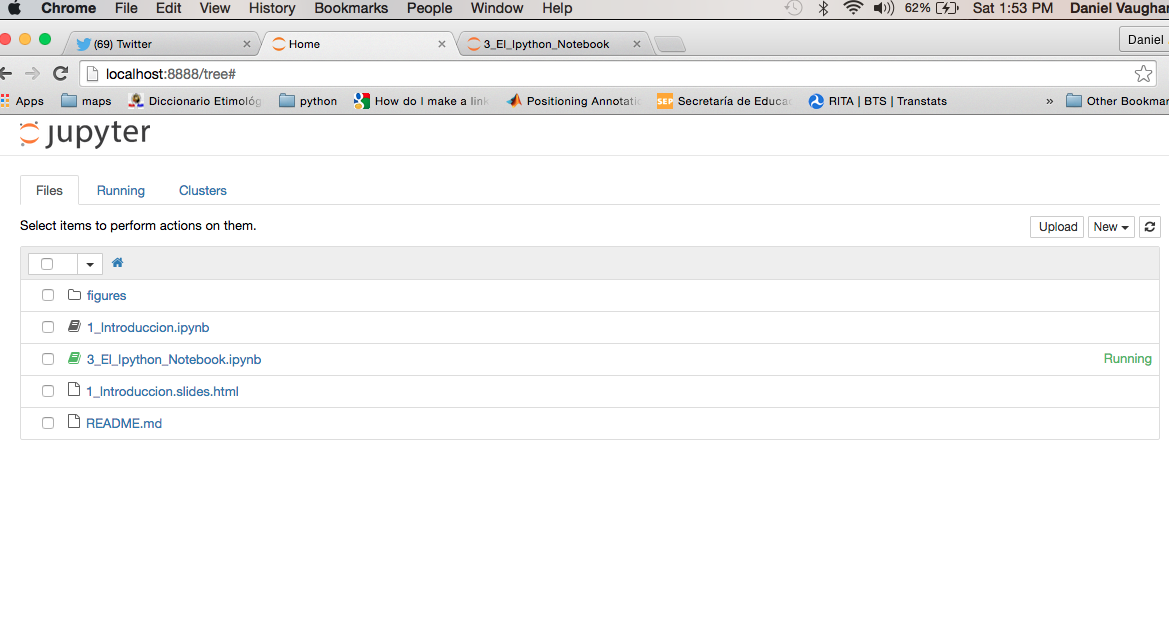 Chrome File Edit View History Bookmarks People Window Help 62% Sat 1:53 PM Daniel Vaughan
(69) Twitter Home 3_El_Ipython_Notebook Daniel
localhost:8888/tree#
Apps maps Diccionario Etimológ python How do I make a link Positioning Annotatio SEP Secretaría de Educac RITA | BTS | Transtats » Other Bookmar
jupyter
Files Running Clusters
Select items to perform actions on them. Upload New
figures
1_Introduccion.ipynb
3_El_Ipython_Notebook.ipynb Running
1_Introduccion.slides.html
README.md